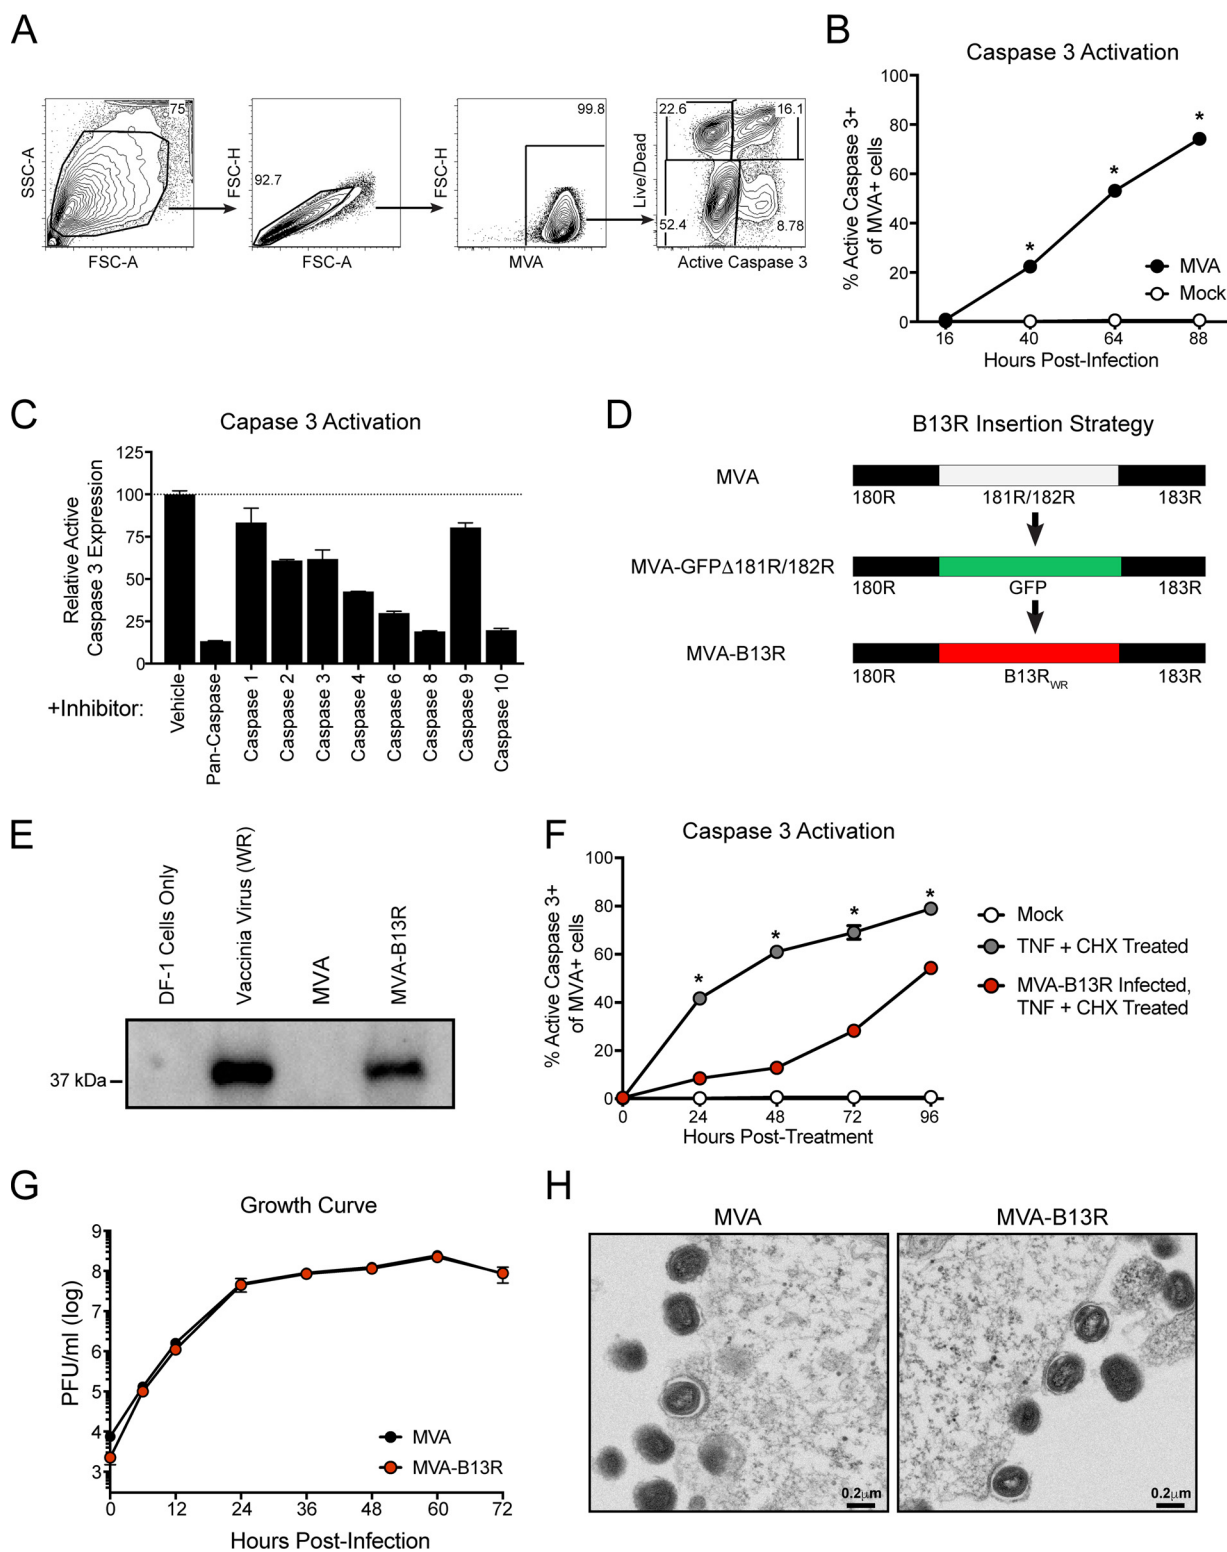 A
SSC-A
75
FSC-A
FSC-H
92.7
FSC-A
FSC-H
99.8
MVA
Live/Dead
22.6
16.1
52.4
8.78
Active Caspase 3
B
Caspase 3 Activation
% Active Caspase 3+
of MVA+ cells
100
80
60
40
20
0
*
*
*
MVA
Mock
16
40
64
88
Hours Post-Infection
C
Capase 3 Activation
Relative Active
Caspase 3 Expression
125
100
75
50
25
0
+Inhibitor:
Vehicle
Pan-Caspase
Caspase 1
Caspase 2
Caspase 3
Caspase 4
Caspase 6
Caspase 8
Caspase 9
Caspase 10
D
B13R Insertion Strategy
MVA
180R
181R/182R
183R
MVA-GFPΔ181R/182R
180R
GFP
183R
MVA-B13R
180R
B13RWR
183R
E
DF-1 Cells Only
Vaccinia Virus (WR)
MVA
MVA-B13R
37 kDa
F
Caspase 3 Activation
% Active Caspase 3+
of MVA+ cells
100
80
60
40
20
0
*
*
*
*
0
24
48
72
96
Hours Post-Treatment
Mock
TNF + CHX Treated
MVA-B13R Infected,
TNF + CHX Treated
G
Growth Curve
PFU/ml (log)
9
8
7
6
5
4
3
MVA
MVA-B13R
0
12
24
36
48
60
72
Hours Post-Infection
H
MVA
MVA-B13R
0.2μm
0.2μm